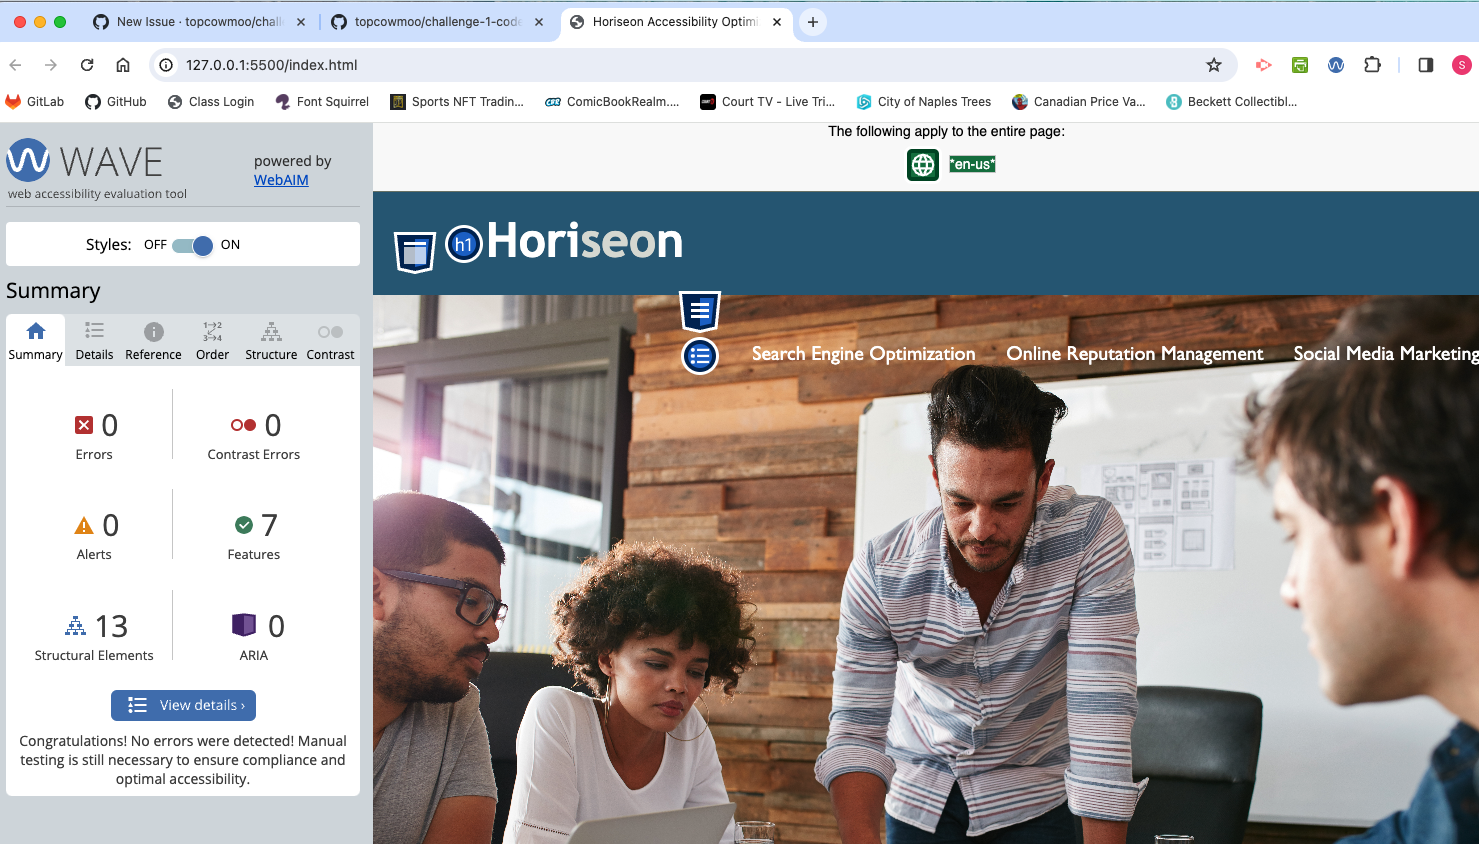 New Issue · topcowmoo/chall
topcowmoo/challenge-1-code
Horiseon Accessibility Optimi
127.0.0.1:5500/index.html
S
GitLab
GitHub
Class Login
Font Squirrel
Sports NFT Tradin...
ComicBookRealm....
Court TV - Live Tri...
City of Naples Trees
Canadian Price Va...
Beckett Collectibl...
WAVE
web accessibility evaluation tool
powered by
WebAIM
Styles: OFF ON
Summary
Summary Details Reference Order Structure Contrast
0
Errors
0
Contrast Errors
0
Alerts
7
Features
13
Structural Elements
0
ARIA
View details ›
Congratulations! No errors were detected! Manual
testing is still necessary to ensure compliance and
optimal accessibility.
The following apply to the entire page:
*en-us*
h1
Horiseon
Search Engine Optimization
Online Reputation Management
Social Media Marketing